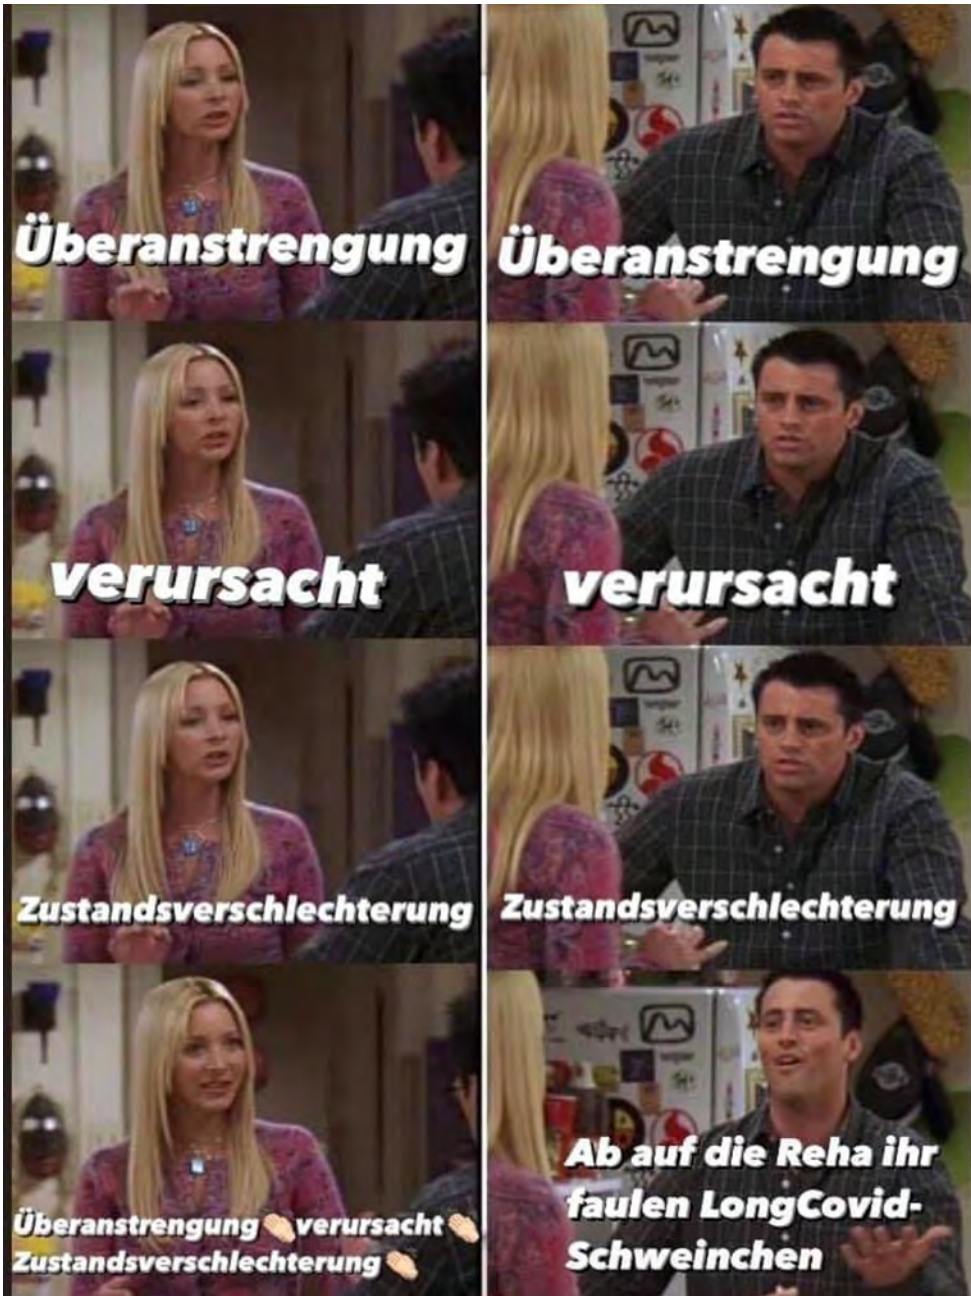 Überanstrengung
Überanstrengung
verursacht
verursacht
Zustandsverschlechterung
Zustandsverschlechterung
Überanstrengung👏🏻verursacht👏🏻
Zustandsverschlechterung👏🏻
Ab auf die Reha ihr
faulen LongCovid-
Schweinchen